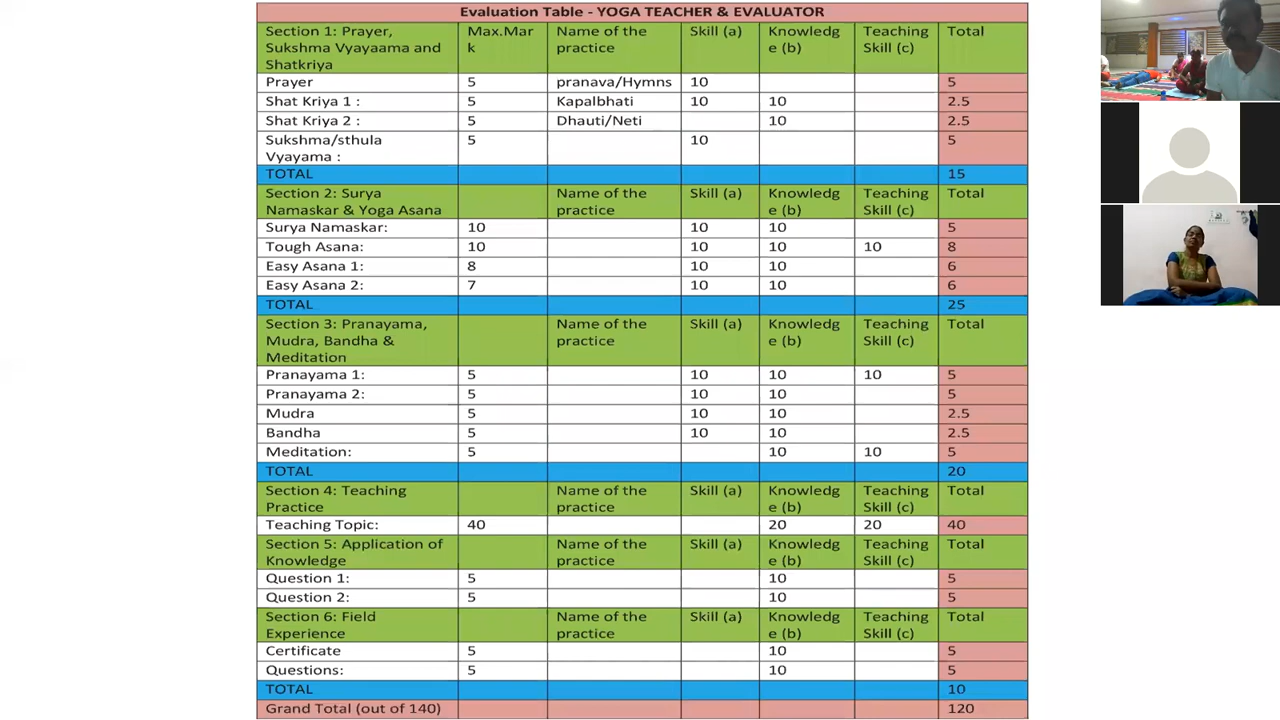 Evaluation Table - YOGA TEACHER & EVALUATOR
Section 1: Prayer, Sukshma Vyayaama and Shatkriya Max.Mark Name of the practice Skill (a) Knowledge (b) Teaching Skill (c) Total
Prayer 5 pranava/Hymns 10 5
Shat Kriya 1 : 5 Kapalbhati 10 10 2.5
Shat Kriya 2 : 5 Dhauti/Neti 10 2.5
Sukshma/sthula Vyayama : 5 10 5
TOTAL 15
Section 2: Surya Namaskar & Yoga Asana Name of the practice Skill (a) Knowledge (b) Teaching Skill (c) Total
Surya Namaskar: 10 10 10 5
Tough Asana: 10 10 10 10 8
Easy Asana 1: 8 10 10 6
Easy Asana 2: 7 10 10 6
TOTAL 25
Section 3: Pranayama, Mudra, Bandha & Meditation Name of the practice Skill (a) Knowledge (b) Teaching Skill (c) Total
Pranayama 1: 5 10 10 10 5
Pranayama 2: 5 10 10 5
Mudra 5 10 10 2.5
Bandha 5 10 10 2.5
Meditation: 5 10 10 5
TOTAL 20
Section 4: Teaching Practice Name of the practice Skill (a) Knowledge (b) Teaching Skill (c) Total
Teaching Topic: 40 20 20 40
Section 5: Application of Knowledge Name of the practice Skill (a) Knowledge (b) Teaching Skill (c) Total
Question 1: 5 10 5
Question 2: 5 10 5
Section 6: Field Experience Name of the practice Skill (a) Knowledge (b) Teaching Skill (c) Total
Certificate 5 10 5
Questions: 5 10 5
TOTAL 10
Grand Total (out of 140) 120